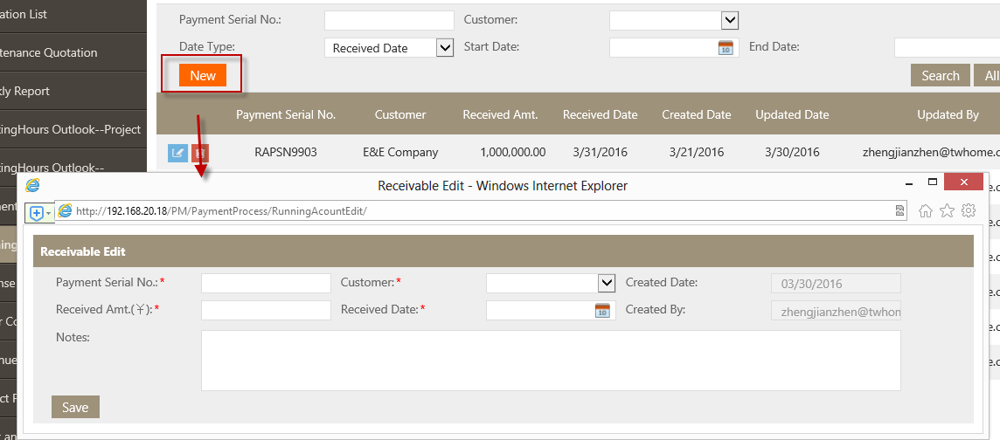 ation List
Payment Serial No.: Customer:
tenance Quotation
Date Type: Received Date Start Date: 10 End Date:
New Search All
kly Report
Payment Serial No. Customer Received Amt. Received Date Created Date Updated Date Updated By
kingHours Outlook--Project
RAPSN9903 E&E Company 1,000,000.00 3/31/2016 3/21/2016 3/30/2016 zhengjianzhen@twhome.c
kingHours Outlook--
Receivable Edit - Windows Internet Explorer
http://192.168.20.18/PM/PaymentProcess/RunningAcountEdit/
Receivable Edit
Payment Serial No.:* Customer:* Created Date: 03/30/2016
Received Amt.(¥):* Received Date:* 10 Created By: zhengjianzhen@twhom
Notes:
Save